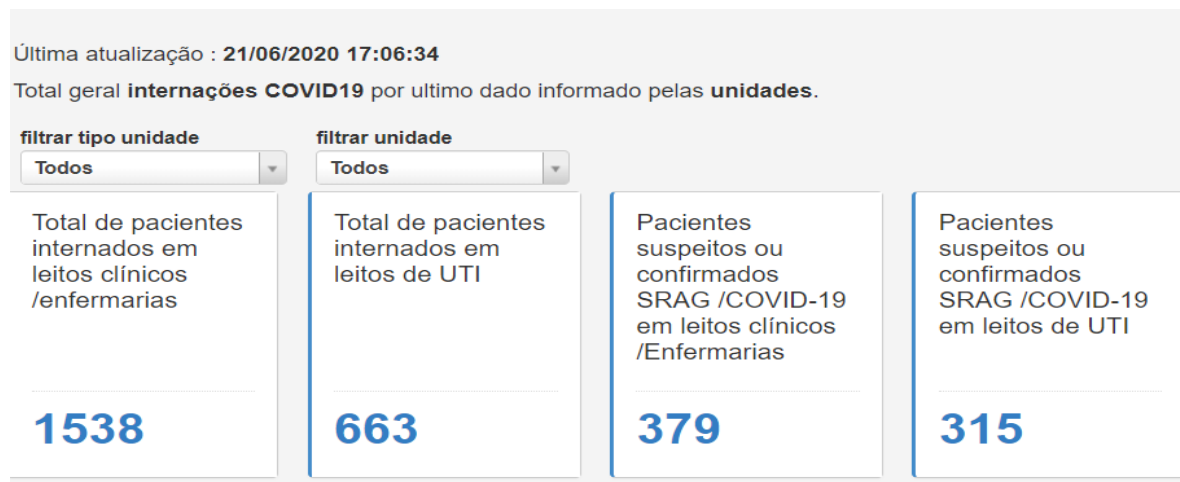 Última atualização : 21/06/2020 17:06:34
Total geral internações COVID19 por ultimo dado informado pelas unidades.
filtrar tipo unidade
Todos
filtrar unidade
Todos
Total de pacientes
internados em
leitos clínicos
/enfermarias
1538
Total de pacientes
internados em
leitos de UTI
663
Pacientes
suspeitos ou
confirmados
SRAG /COVID-19
em leitos clínicos
/Enfermarias
379
Pacientes
suspeitos ou
confirmados
SRAG /COVID-19
em leitos de UTI
315